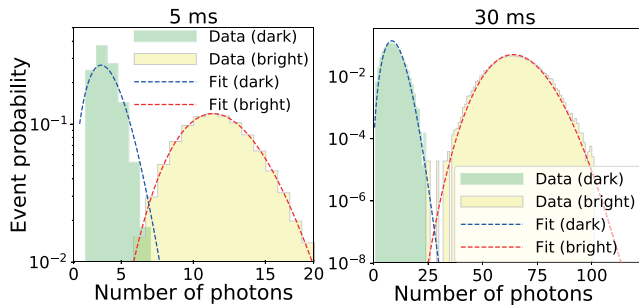 5 ms
Data (dark)
Data (bright)
Fit (dark)
Fit (bright)
Event probability
10⁻¹
10⁻²
0 5 10 15 20
Number of photons
30 ms
10⁻²
10⁻⁴
10⁻⁶
10⁻⁸
Data (dark)
Data (bright)
Fit (dark)
Fit (bright)
0 25 50 75 100
Number of photons